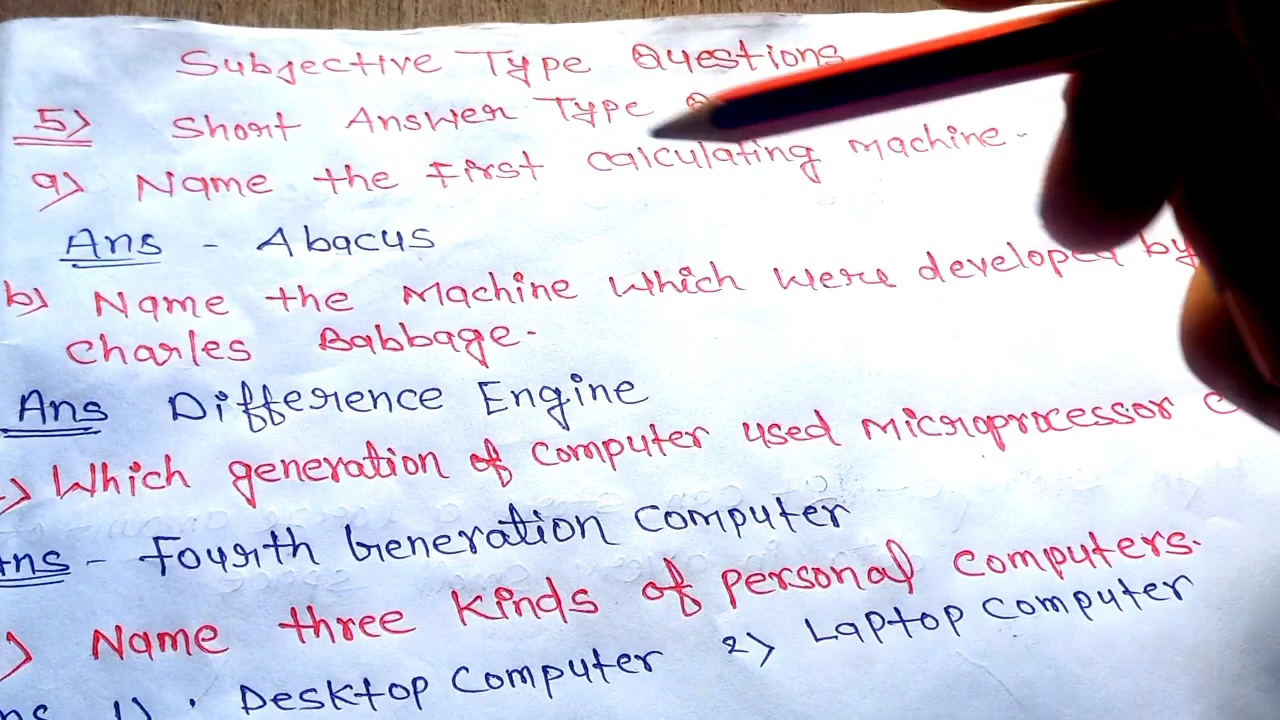 Subjective Type Questions
5) Short Answer Type
a) Name the First calculating Machine.
Ans - Abacus
b) Name the Machine which were developed by
Charles Babbage.
Ans Difference Engine
Which generation of computer used Microprocessor
Ans - Fourth Generation Computer
Name three kinds of personal computers.
1) Desktop Computer 2) Laptop Computer